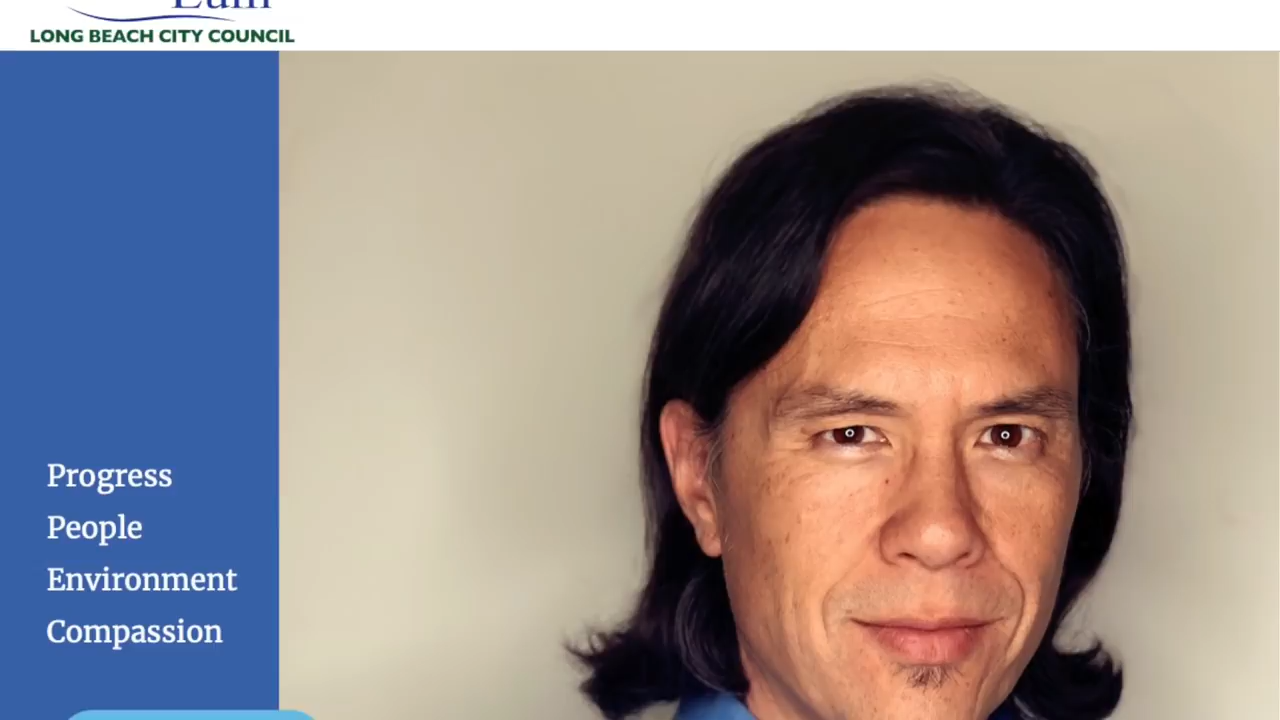 LONG BEACH CITY COUNCIL
Progress
People
Environment
Compassion